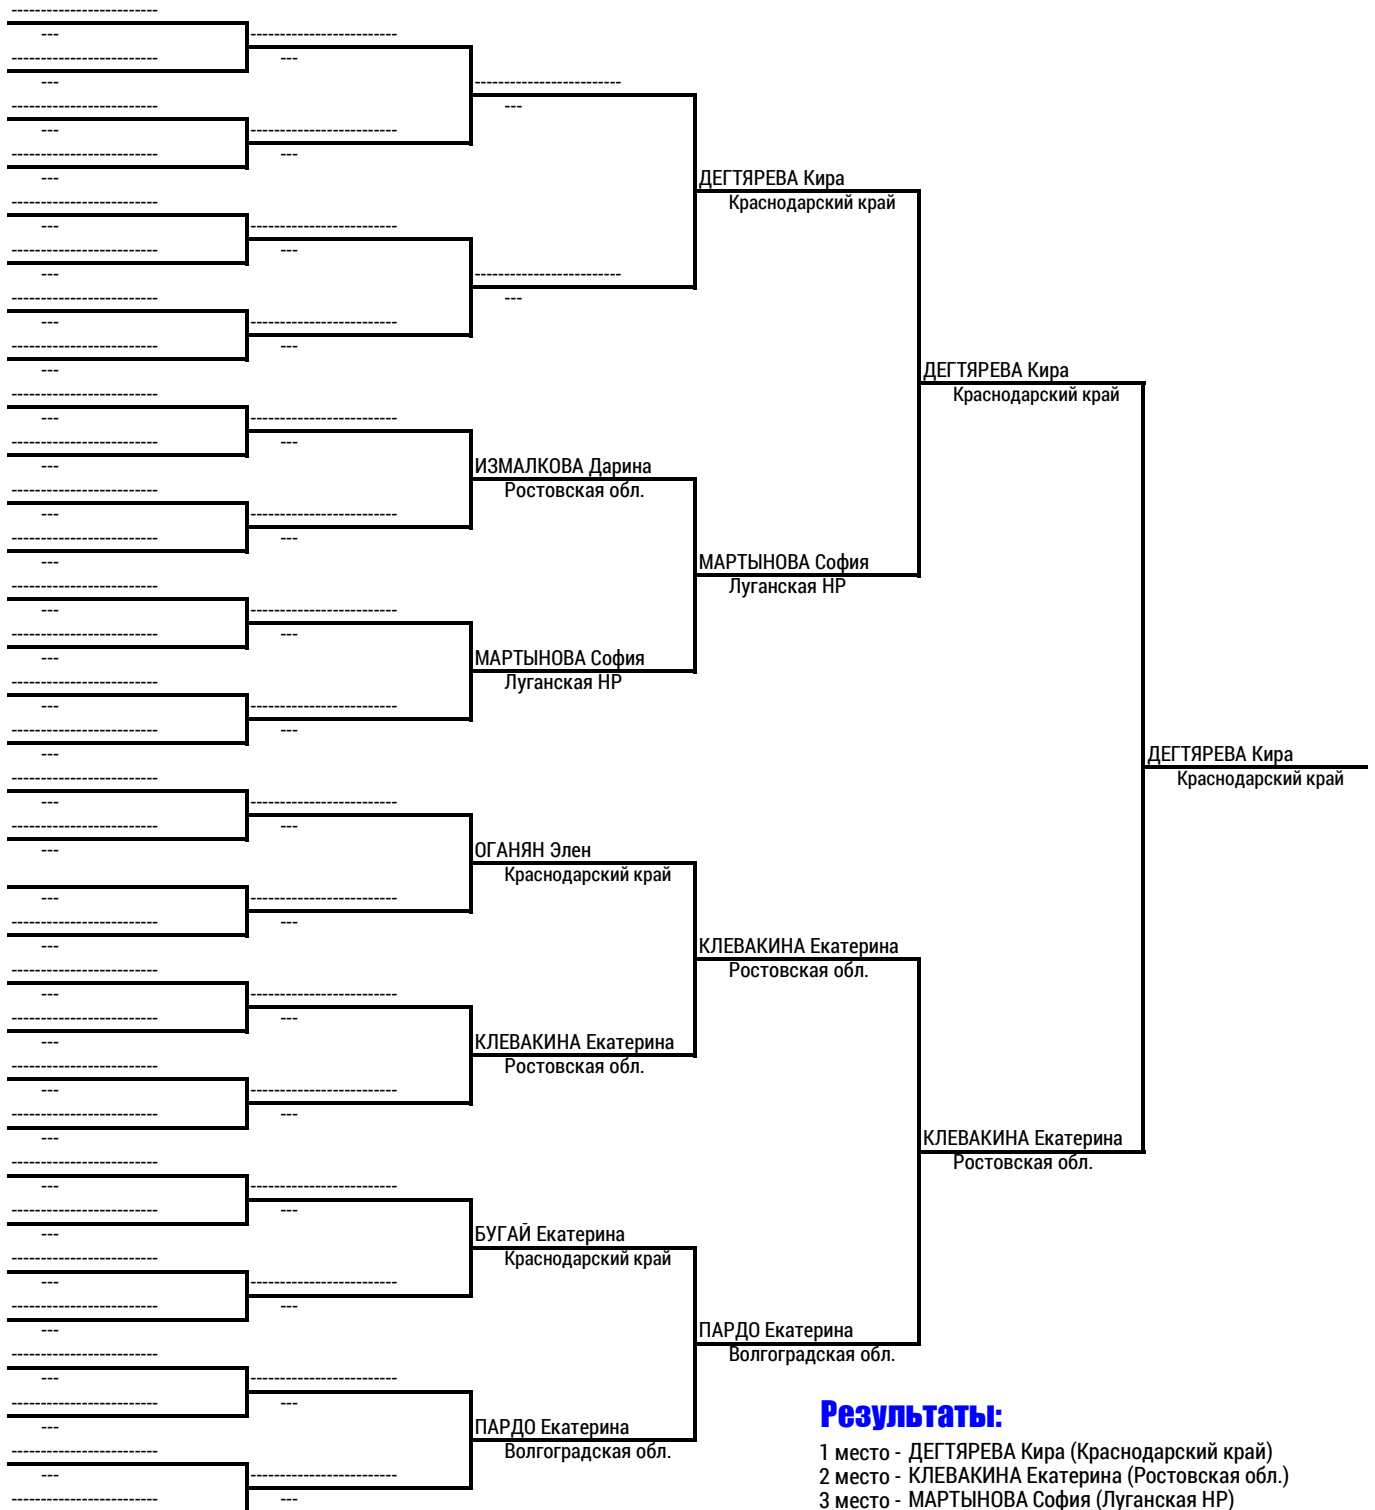 ИЗМАЛКОВА Дарина
Ростовская обл.
МАРТЫНОВА София
Луганская НР
ОГАНЯН Элен
Краснодарский край
КЛЕВАКИНА Екатерина
Ростовская обл.
БУГАЙ Екатерина
Краснодарский край
ПАРДО Екатерина
Волгоградская обл.
ДЕГТЯРЕВА Кира
Краснодарский край
МАРТЫНОВА София
Луганская НР
КЛЕВАКИНА Екатерина
Ростовская обл.
ПАРДО Екатерина
Волгоградская обл.
ДЕГТЯРЕВА Кира
Краснодарский край
КЛЕВАКИНА Екатерина
Ростовская обл.
ДЕГТЯРЕВА Кира
Краснодарский край
Результаты:
1 место - ДЕГТЯРЕВА Кира (Краснодарский край)
2 место - КЛЕВАКИНА Екатерина (Ростовская обл.)
3 место - МАРТЫНОВА София (Луганская НР)